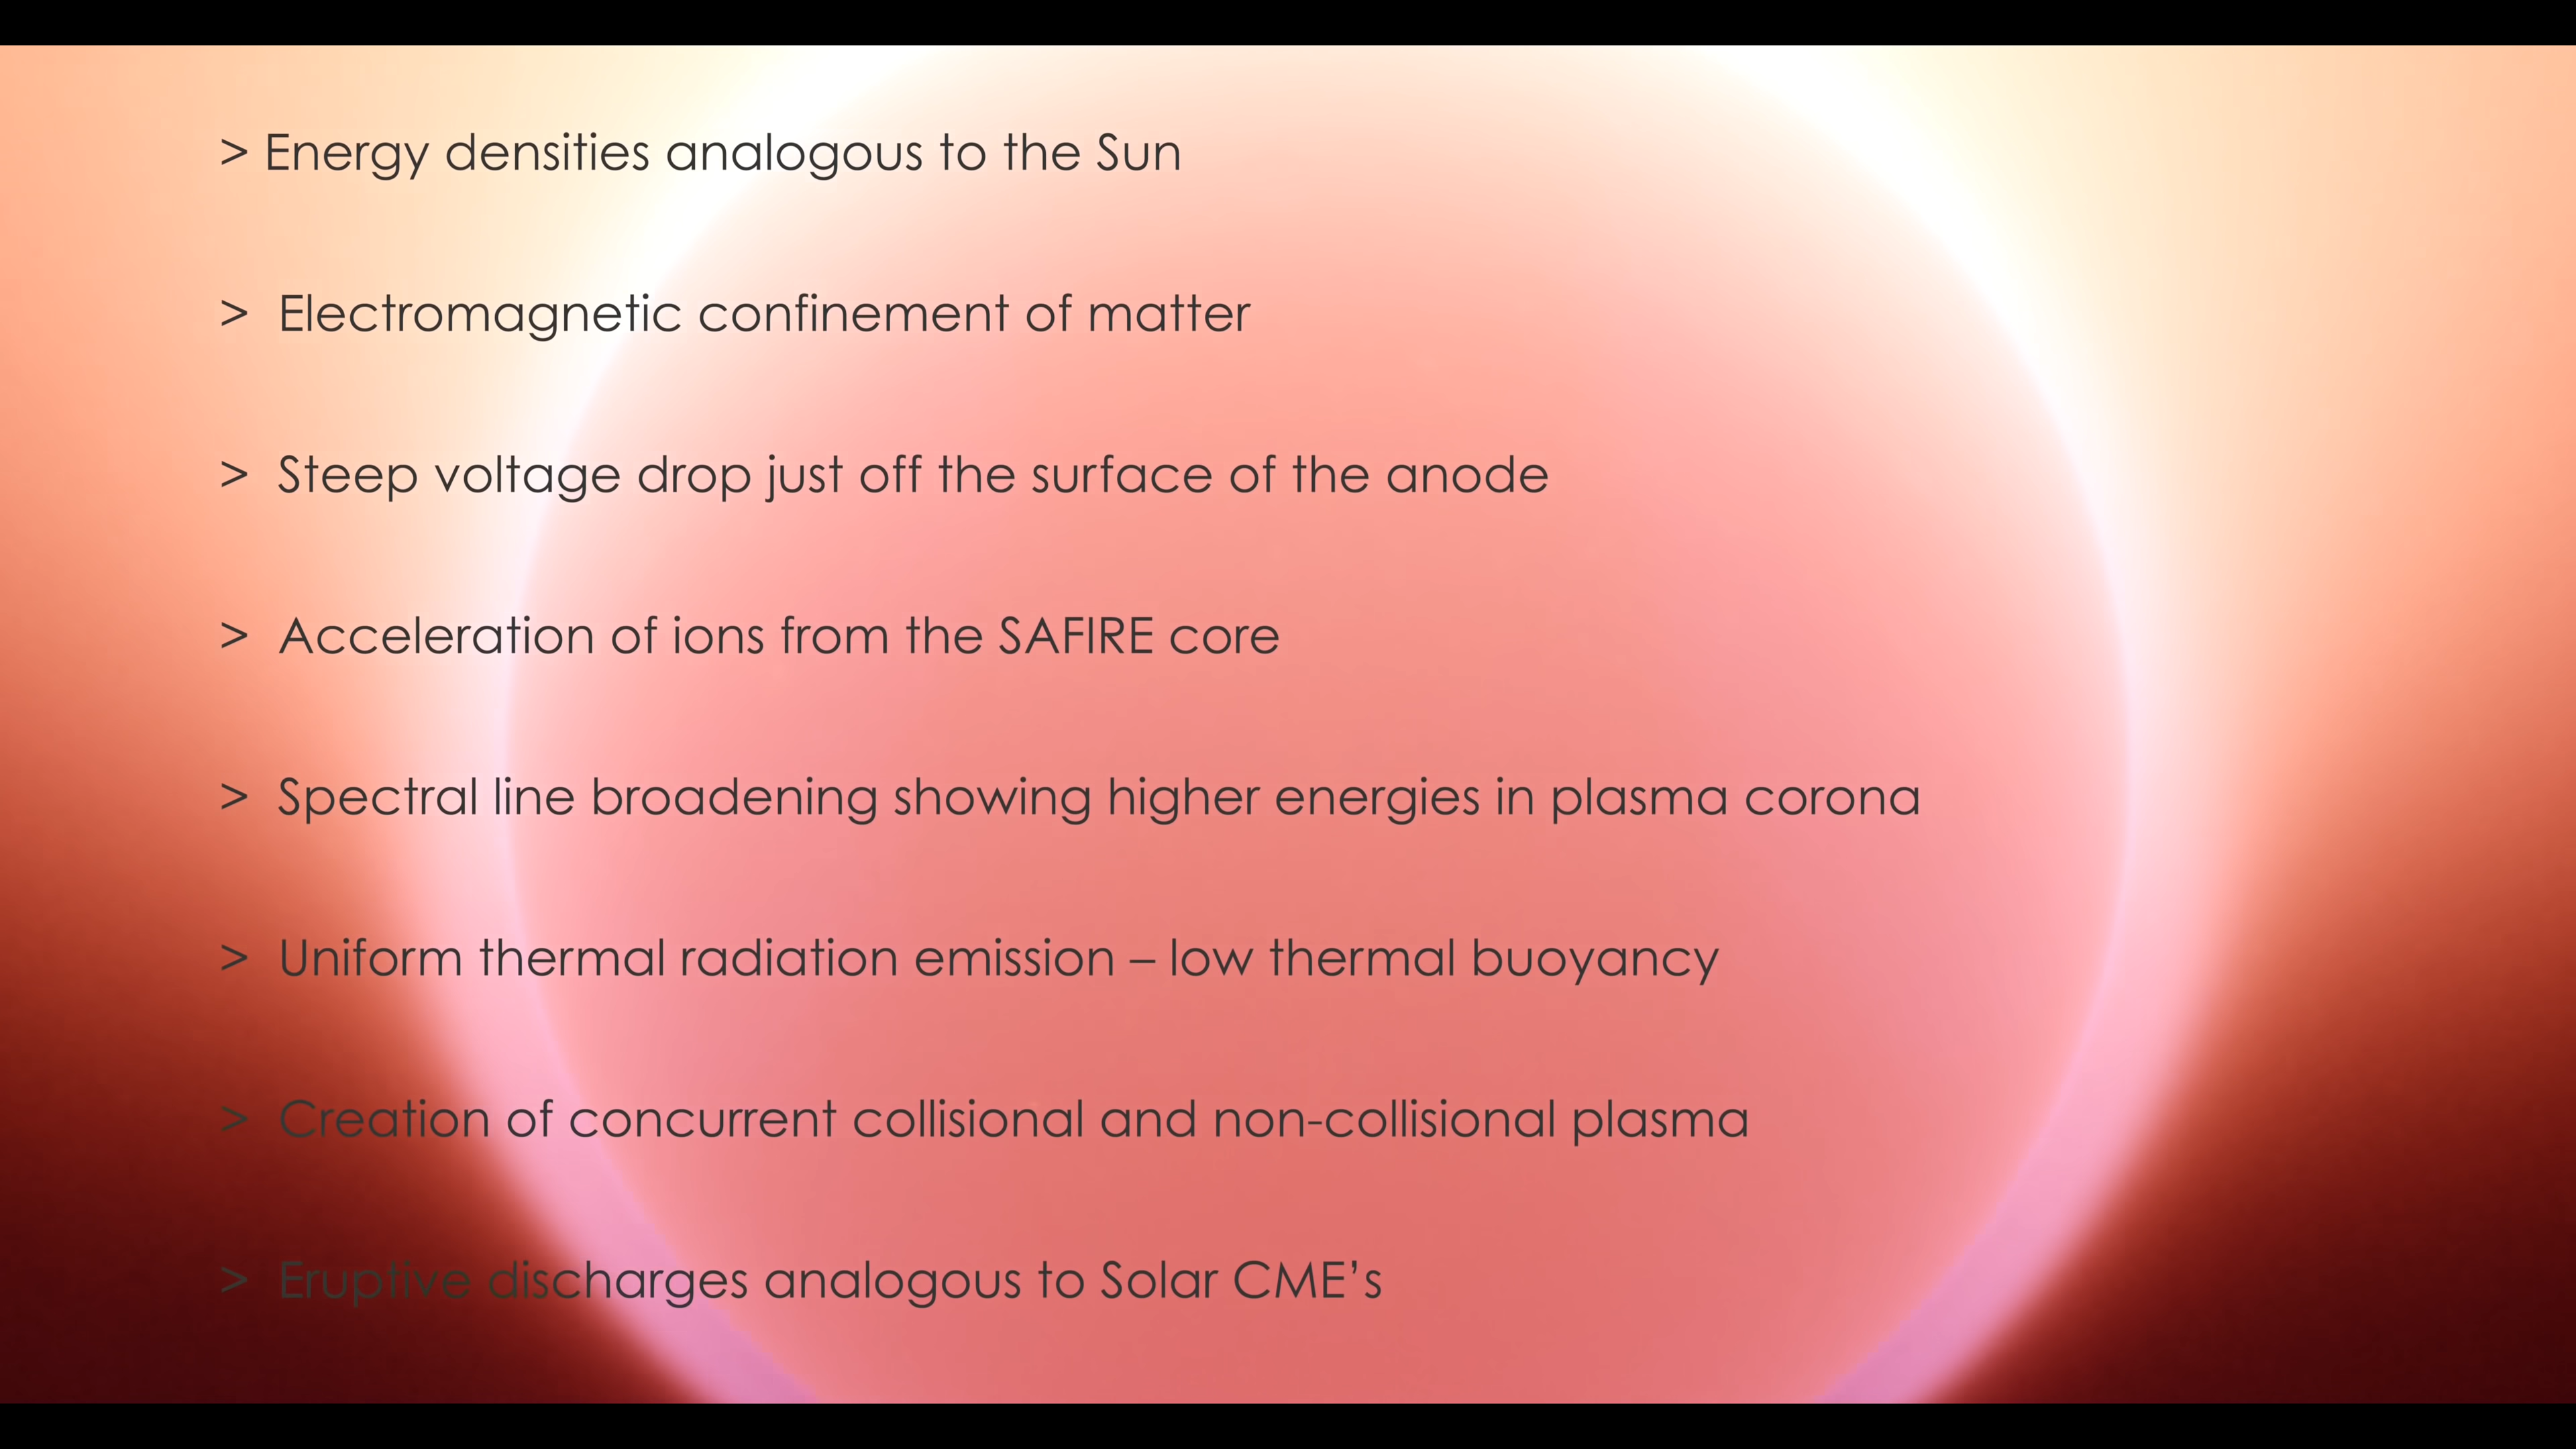 > Energy densities analogous to the Sun
> Electromagnetic confinement of matter
> Steep voltage drop just off the surface of the anode
> Acceleration of ions from the SAFIRE core
> Spectral line broadening showing higher energies in plasma corona
> Uniform thermal radiation emission – low thermal buoyancy
> Creation of concurrent collisional and non-collisional plasma
> Eruptive discharges analogous to Solar CME’s